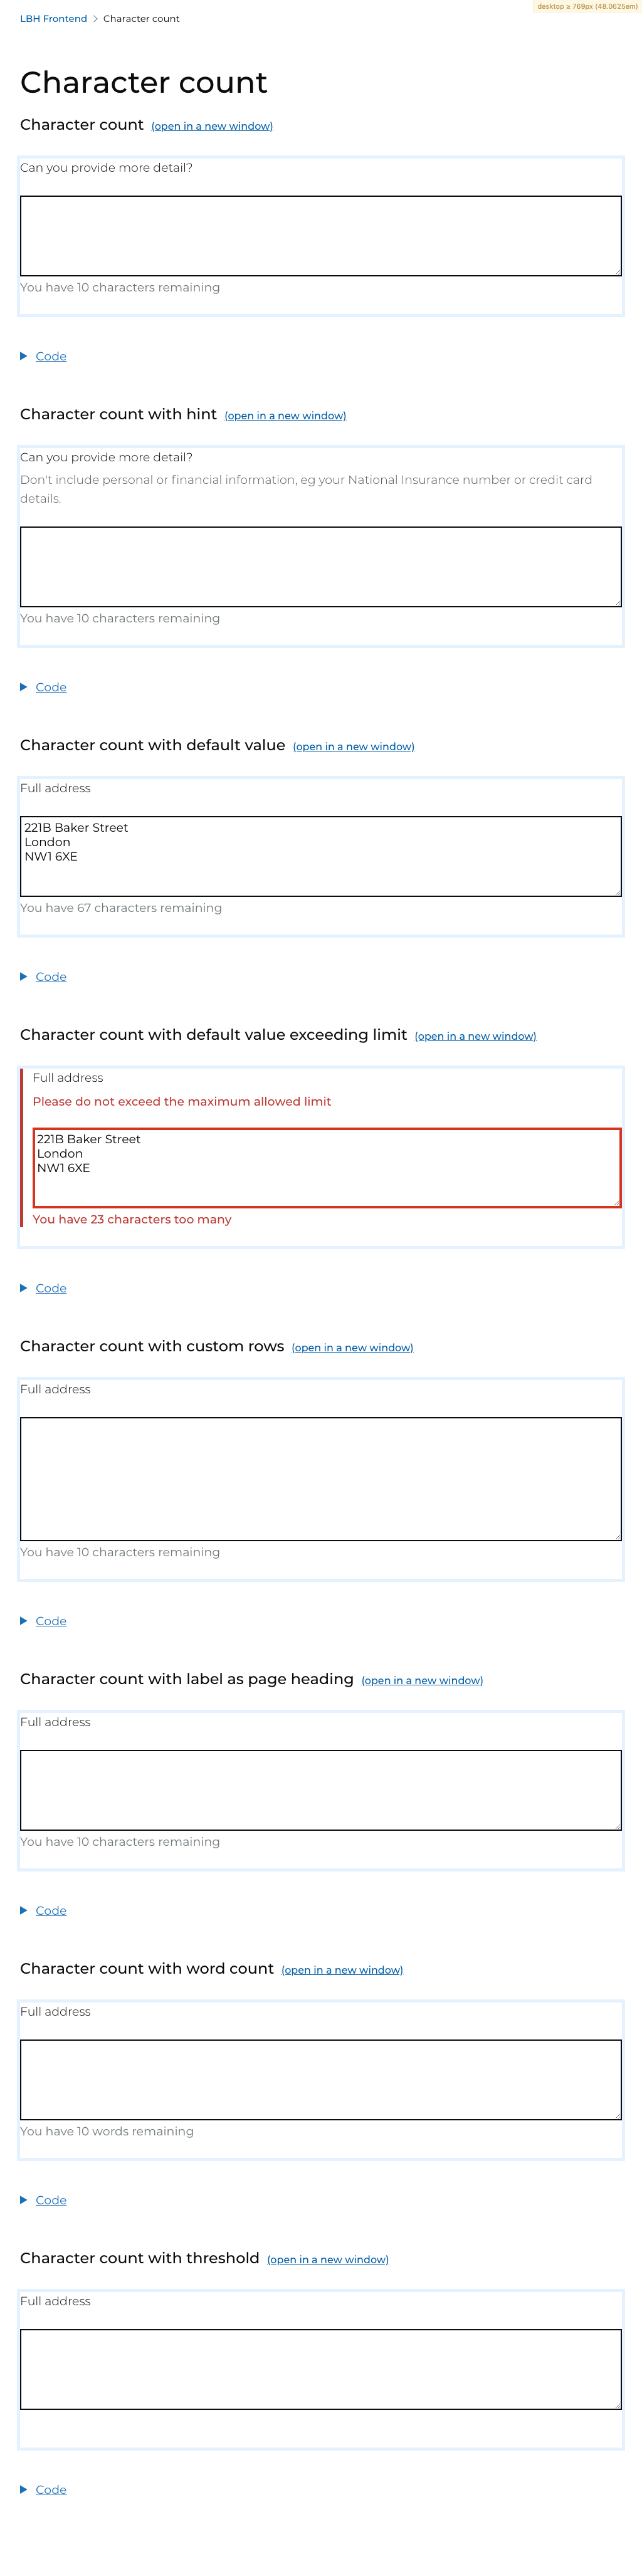 desktop ≥ 769px (48.0625em)
LBH Frontend > Character count
Character count
Character count (open in a new window)
Can you provide more detail?
You have 10 characters remaining
Code
Character count with hint (open in a new window)
Can you provide more detail?
Don't include personal or financial information, eg your National Insurance number or credit card
details.
You have 10 characters remaining
Code
Character count with default value (open in a new window)
Full address
221B Baker Street
London
NW1 6XE
You have 67 characters remaining
Code
Character count with default value exceeding limit (open in a new window)
Full address
Please do not exceed the maximum allowed limit
221B Baker Street
London
NW1 6XE
You have 23 characters too many
Code
Character count with custom rows (open in a new window)
Full address
You have 10 characters remaining
Code
Character count with label as page heading (open in a new window)
Full address
You have 10 characters remaining
Code
Character count with word count (open in a new window)
Full address
You have 10 words remaining
Code
Character count with threshold (open in a new window)
Full address
Code